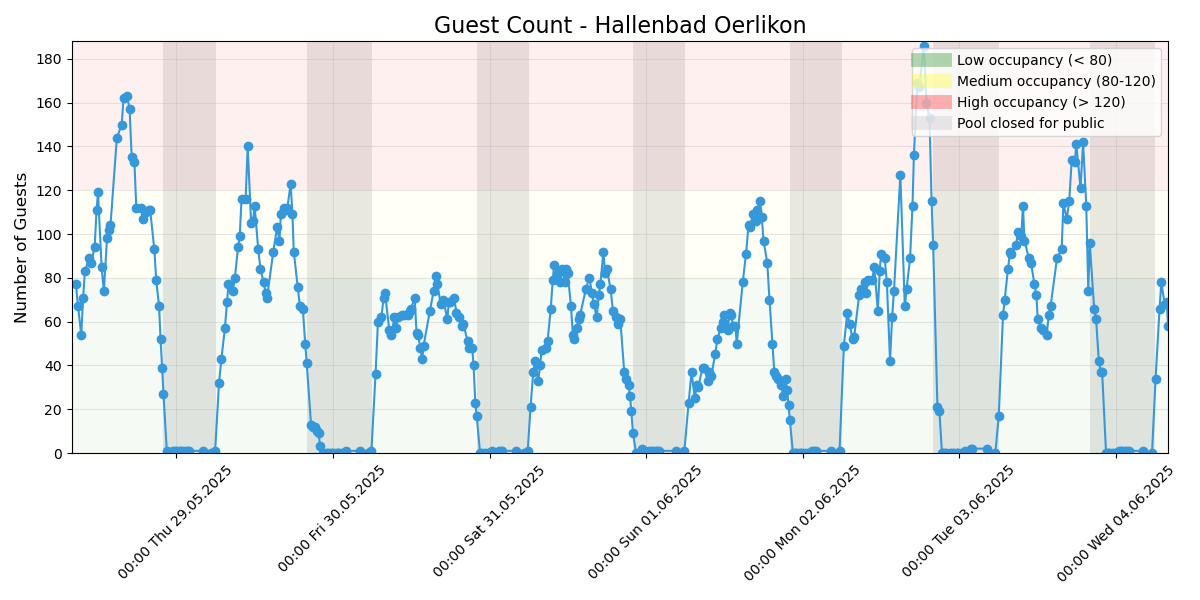 Guest Count - Hallenbad Oerlikon
Number of Guests
180
160
140
120
100
80
60
40
20
0
Low occupancy (< 80)
Medium occupancy (80-120)
High occupancy (> 120)
Pool closed for public
00:00 Thu 29.05.2025
00:00 Fri 30.05.2025
00:00 Sat 31.05.2025
00:00 Sun 01.06.2025
00:00 Mon 02.06.2025
00:00 Tue 03.06.2025
00:00 Wed 04.06.2025